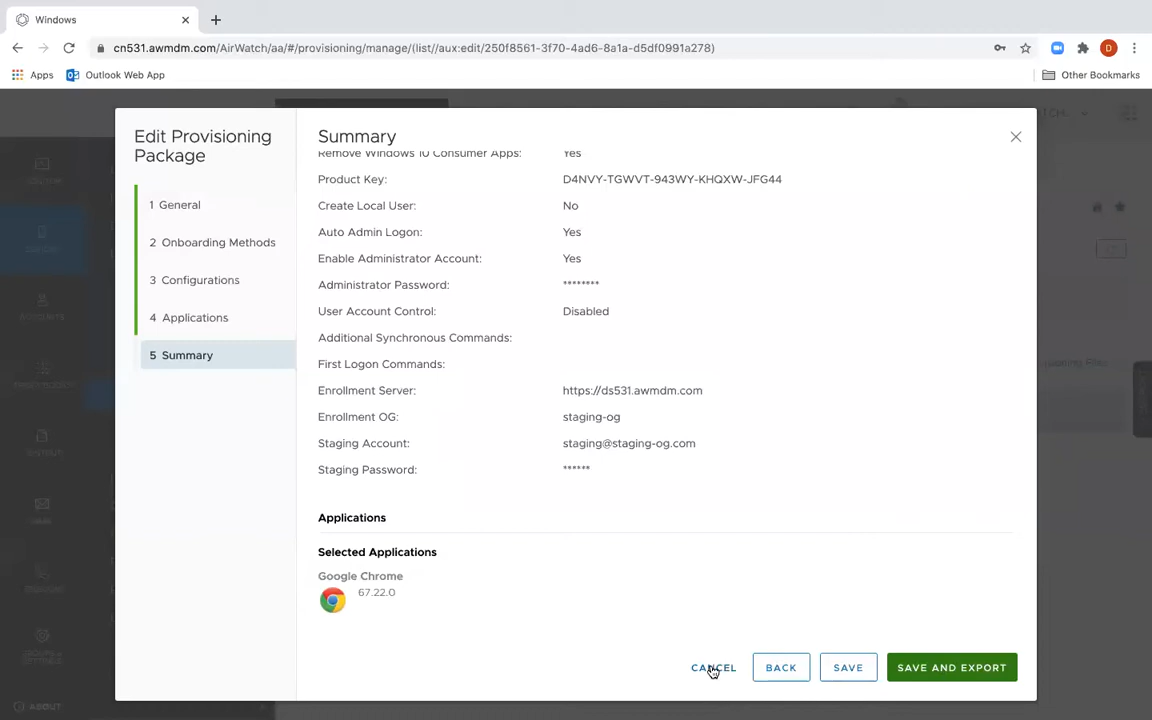 Windows
cn531.awmdm.com/AirWatch/aa/#/provisioning/manage/(list//aux:edit/250f8561-3f70-4ad6-8a1a-d5df0991a278)
D
Apps
Outlook Web App
Other Bookmarks
Edit Provisioning
Package
1 General
2 Onboarding Methods
3 Configurations
4 Applications
5 Summary
Summary
Remove Windows 10 Consumer Apps: Yes
Product Key: D4NVY-TGWVT-943WY-KHQXW-JFG44
Create Local User: No
Auto Admin Logon: Yes
Enable Administrator Account: Yes
Administrator Password: ********
User Account Control: Disabled
Additional Synchronous Commands:
First Logon Commands:
Enrollment Server: https://ds531.awmdm.com
Enrollment OG: staging-og
Staging Account: staging@staging-og.com
Staging Password: ******
Applications
Selected Applications
Google Chrome
67.22.0
CANCEL BACK SAVE SAVE AND EXPORT
ABOUT